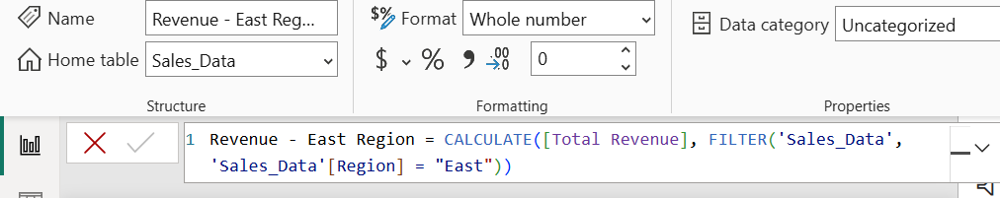 Name
Revenue - East Reg...
$% Format
Whole number
Data category
Uncategorized
Home table
Sales_Data
$ % 9 .00 →.0
0
Structure
Formatting
Properties
1 Revenue - East Region = CALCULATE([Total Revenue], FILTER('Sales_Data',
'Sales_Data'[Region] = "East"))